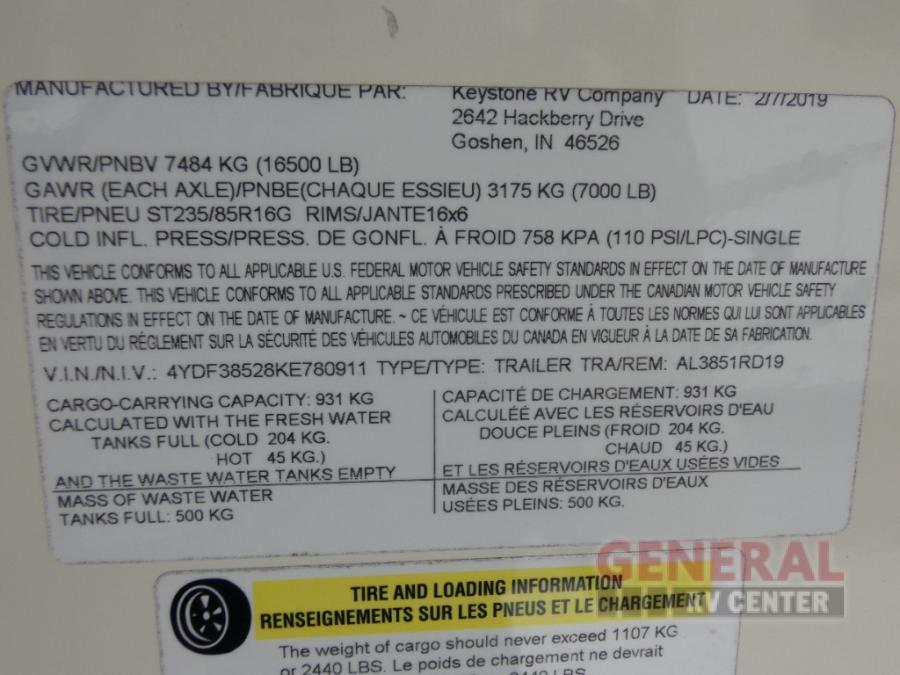 MANUFACTURED BY/FABRIQUE PAR: Keystone RV Company DATE: 2/7/2019
2642 Hackberry Drive
Goshen, IN 46526
GVWR/PNBV 7484 KG (16500 LB)
GAWR (EACH AXLE)/PNBE(CHAQUE ESSIEU) 3175 KG (7000 LB)
TIRE/PNEU ST235/85R16G RIMS/JANTE16x6
COLD INFL. PRESS/PRESS. DE GONFL. À FROID 758 KPA (110 PSI/LPC)-SINGLE
THIS VEHICLE CONFORMS TO ALL APPLICABLE U.S. FEDERAL MOTOR VEHICLE SAFETY STANDARDS IN EFFECT ON THE DATE OF MANUFACTURE
SHOWN ABOVE. THIS VEHICLE CONFORMS TO ALL APPLICABLE STANDARDS PRESCRIBED UNDER THE CANADIAN MOTOR VEHICLE SAFETY
REGULATIONS IN EFFECT ON THE DATE OF MANUFACTURE. ~ CE VÉHICULE EST CONFORME À TOUTES LES NORMES QUI LUI SONT APPLICABLES
EN VERTU DU RÉGLEMENT SUR LA SÉCURITÉ DES VÉHICULES AUTOMOBILES DU CANADA EN VIGUEUR À LA DATE DE SA FABRICATION.
V.I.N./N.I.V.: 4YDF38528KE780911 TYPE/TYPE: TRAILER TRA/REM: AL3851RD19
CARGO-CARRYING CAPACITY: 931 KG
CALCULATED WITH THE FRESH WATER
TANKS FULL (COLD 204 KG.
HOT 45 KG.)
AND THE WASTE WATER TANKS EMPTY
MASS OF WASTE WATER
TANKS FULL: 500 KG
CAPACITÉ DE CHARGEMENT: 931 KG
CALCULÉE AVEC LES RÉSERVOIRS D'EAU
DOUCE PLEINS (FROID 204 KG.
CHAUD 45 KG.)
ET LES RÉSERVOIRS D'EAUX USÉES VIDES
MASSE DES RÉSERVOIRS D'EAUX
USÉES PLEINS: 500 KG.
GENERAL
RV CENTER
TIRE AND LOADING INFORMATION
RENSEIGNEMENTS SUR LES PNEUS ET LE CHARGEMENT
The weight of cargo should never exceed 1107 KG
or 2440 LBS. Le poids de chargement ne devrait
2440 LBS.